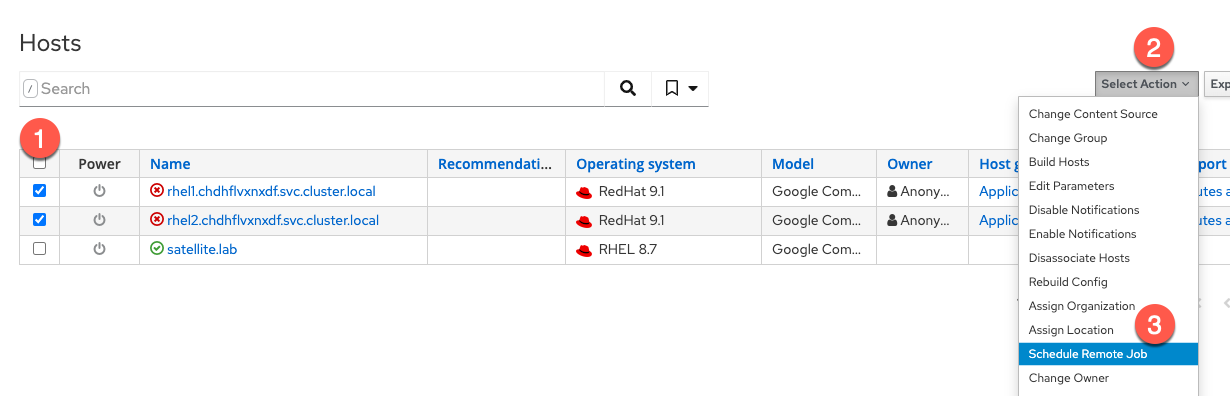 Hosts
2
/ Search
Select Action
Exp
1
Power Name Recommendati... Operating system Model Owner Host g port
rhel1.chdhflvxnxdf.svc.cluster.local RedHat 9.1 Google Com... Anony... Applic utes a
rhel2.chdhflvxnxdf.svc.cluster.local RedHat 9.1 Google Com... Anony... Applic utes a
satellite.lab RHEL 8.7 Google Com...
Change Content Source
Change Group
Build Hosts
Edit Parameters
Disable Notifications
Enable Notifications
Disassociate Hosts
Rebuild Config
Assign Organization
Assign Location
3
Schedule Remote Job
Change Owner